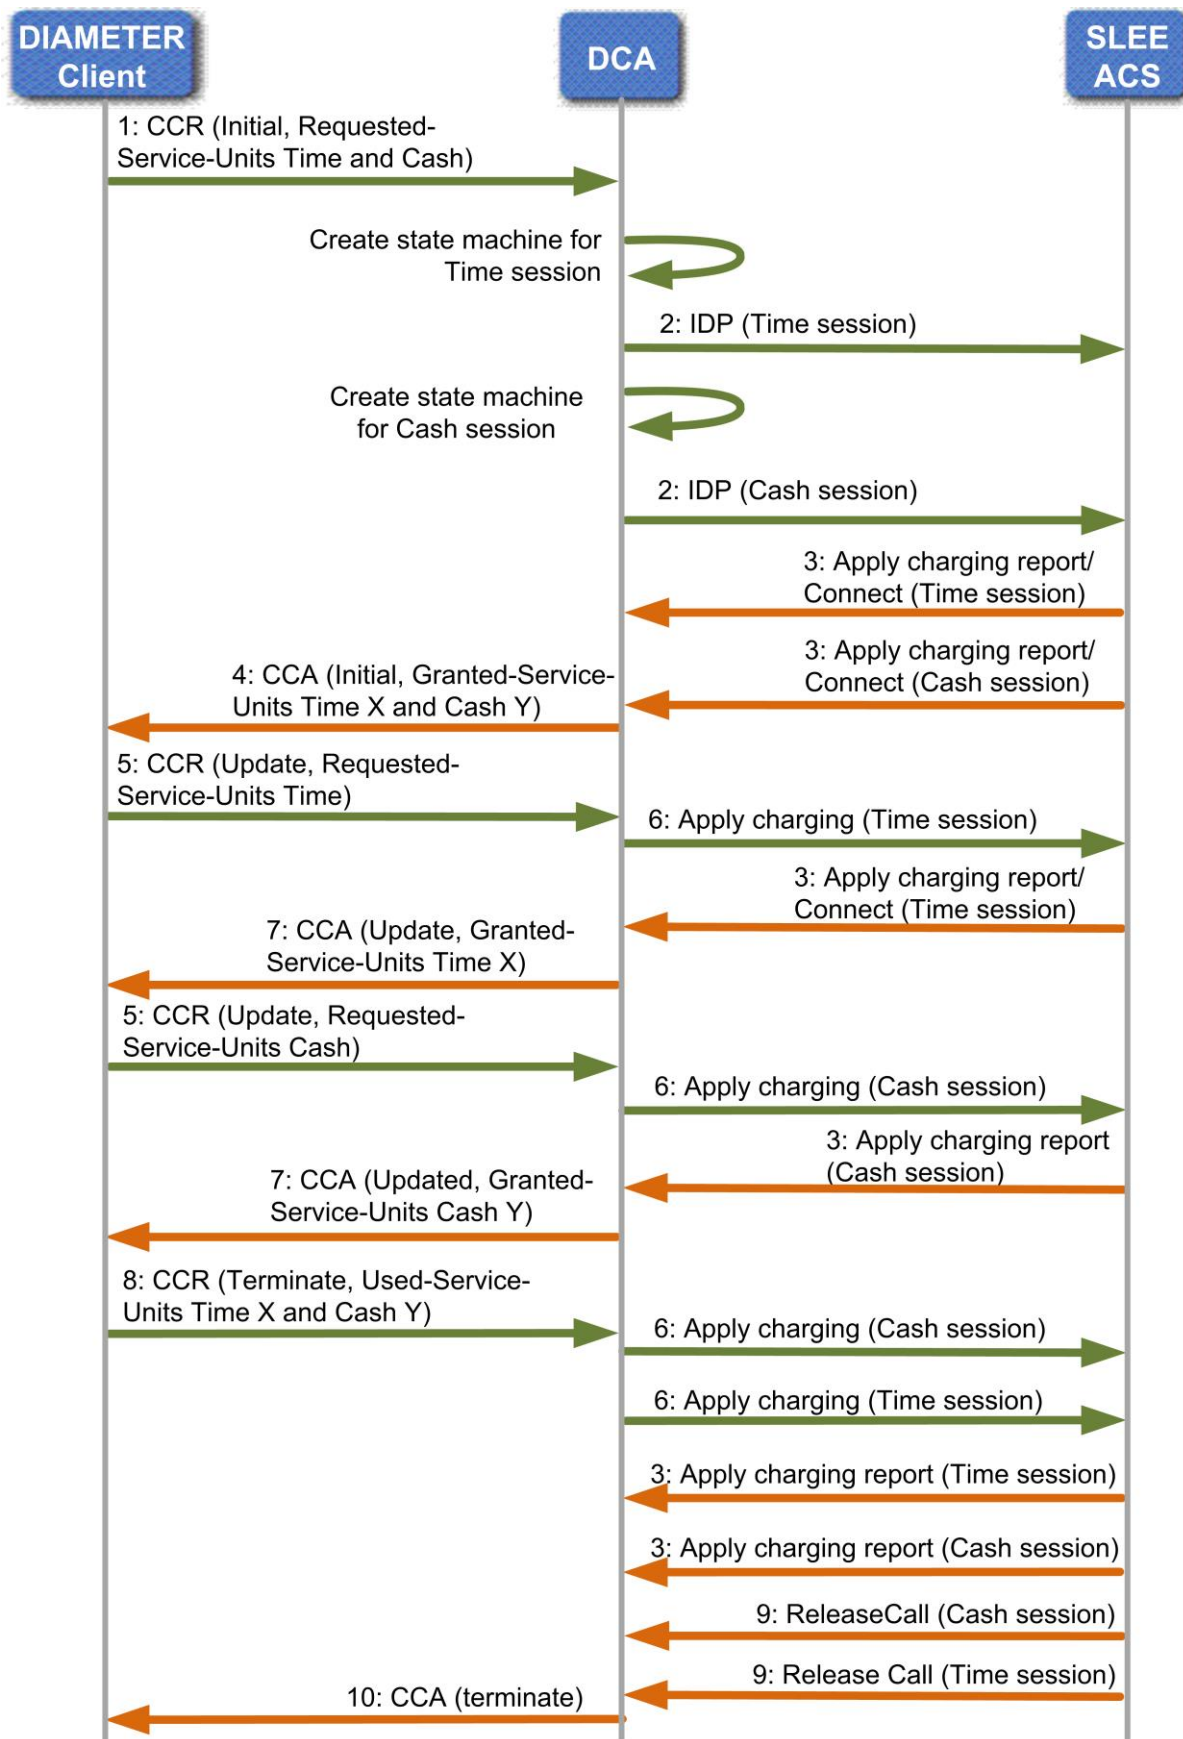 DIAMETER
Client
DCA
SLEE
ACS
1: CCR (Initial, Requested-
Service-Units Time and Cash)
Create state machine for
Time session
2: IDP (Time session)
Create state machine
for Cash session
2: IDP (Cash session)
3: Apply charging report/
Connect (Time session)
3: Apply charging report/
Connect (Cash session)
4: CCA (Initial, Granted-Service-
Units Time X and Cash Y)
5: CCR (Update, Requested-
Service-Units Time)
6: Apply charging (Time session)
3: Apply charging report/
Connect (Time session)
7: CCA (Update, Granted-
Service-Units Time X)
5: CCR (Update, Requested-
Service-Units Cash)
6: Apply charging (Cash session)
3: Apply charging report
(Cash session)
7: CCA (Updated, Granted-
Service-Units Cash Y)
8: CCR (Terminate, Used-Service-
Units Time X and Cash Y)
6: Apply charging (Cash session)
6: Apply charging (Time session)
3: Apply charging report (Time session)
3: Apply charging report (Cash session)
9: ReleaseCall (Cash session)
9: Release Call (Time session)
10: CCA (terminate)